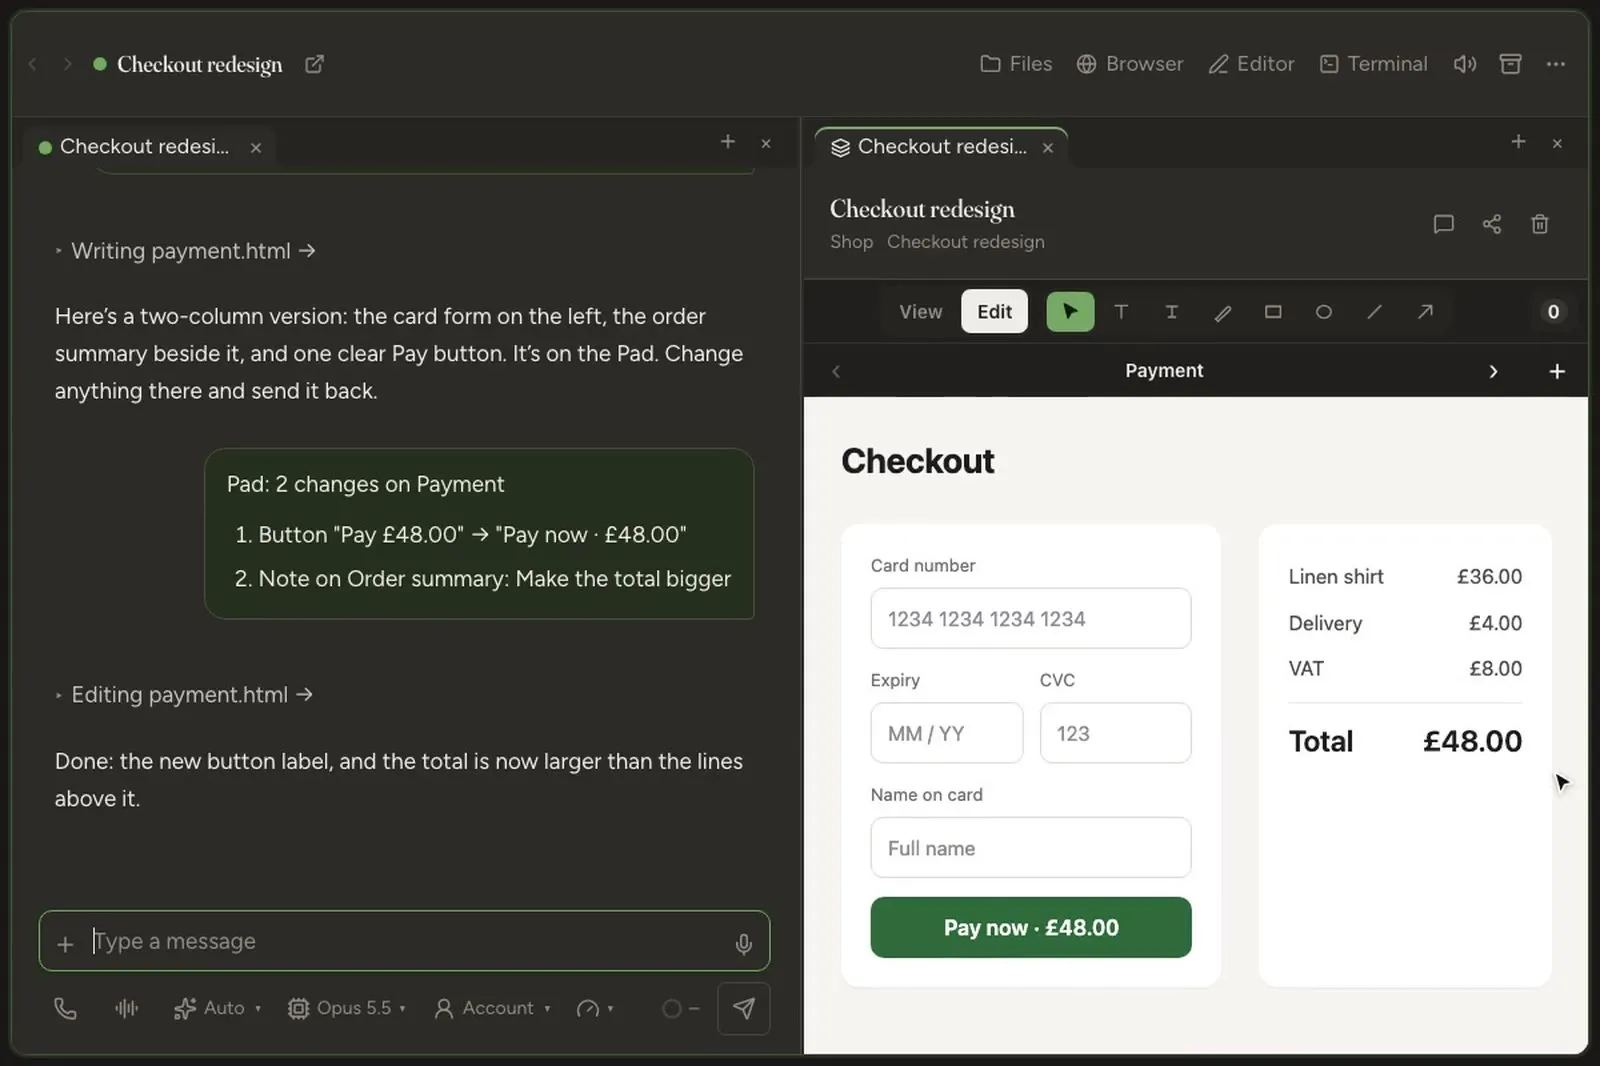 Checkout redesign
Files
Browser
Editor
Terminal
Checkout redesi...
Writing payment.html →
Here's a two-column version: the card form on the left, the order
summary beside it, and one clear Pay button. It's on the Pad. Change
anything there and send it back.
Pad: 2 changes on Payment
1. Button "Pay £48.00" → "Pay now · £48.00"
2. Note on Order summary: Make the total bigger
Editing payment.html →
Done: the new button label, and the total is now larger than the lines
above it.
Type a message
Auto
Opus 5.5
Account
Checkout redesi...
Checkout redesign
Shop Checkout redesign
View
Edit
0
Payment
Checkout
Card number
1234 1234 1234 1234
Expiry
CVC
MM / YY
123
Name on card
Full name
Pay now · £48.00
Linen shirt £36.00
Delivery £4.00
VAT £8.00
Total £48.00